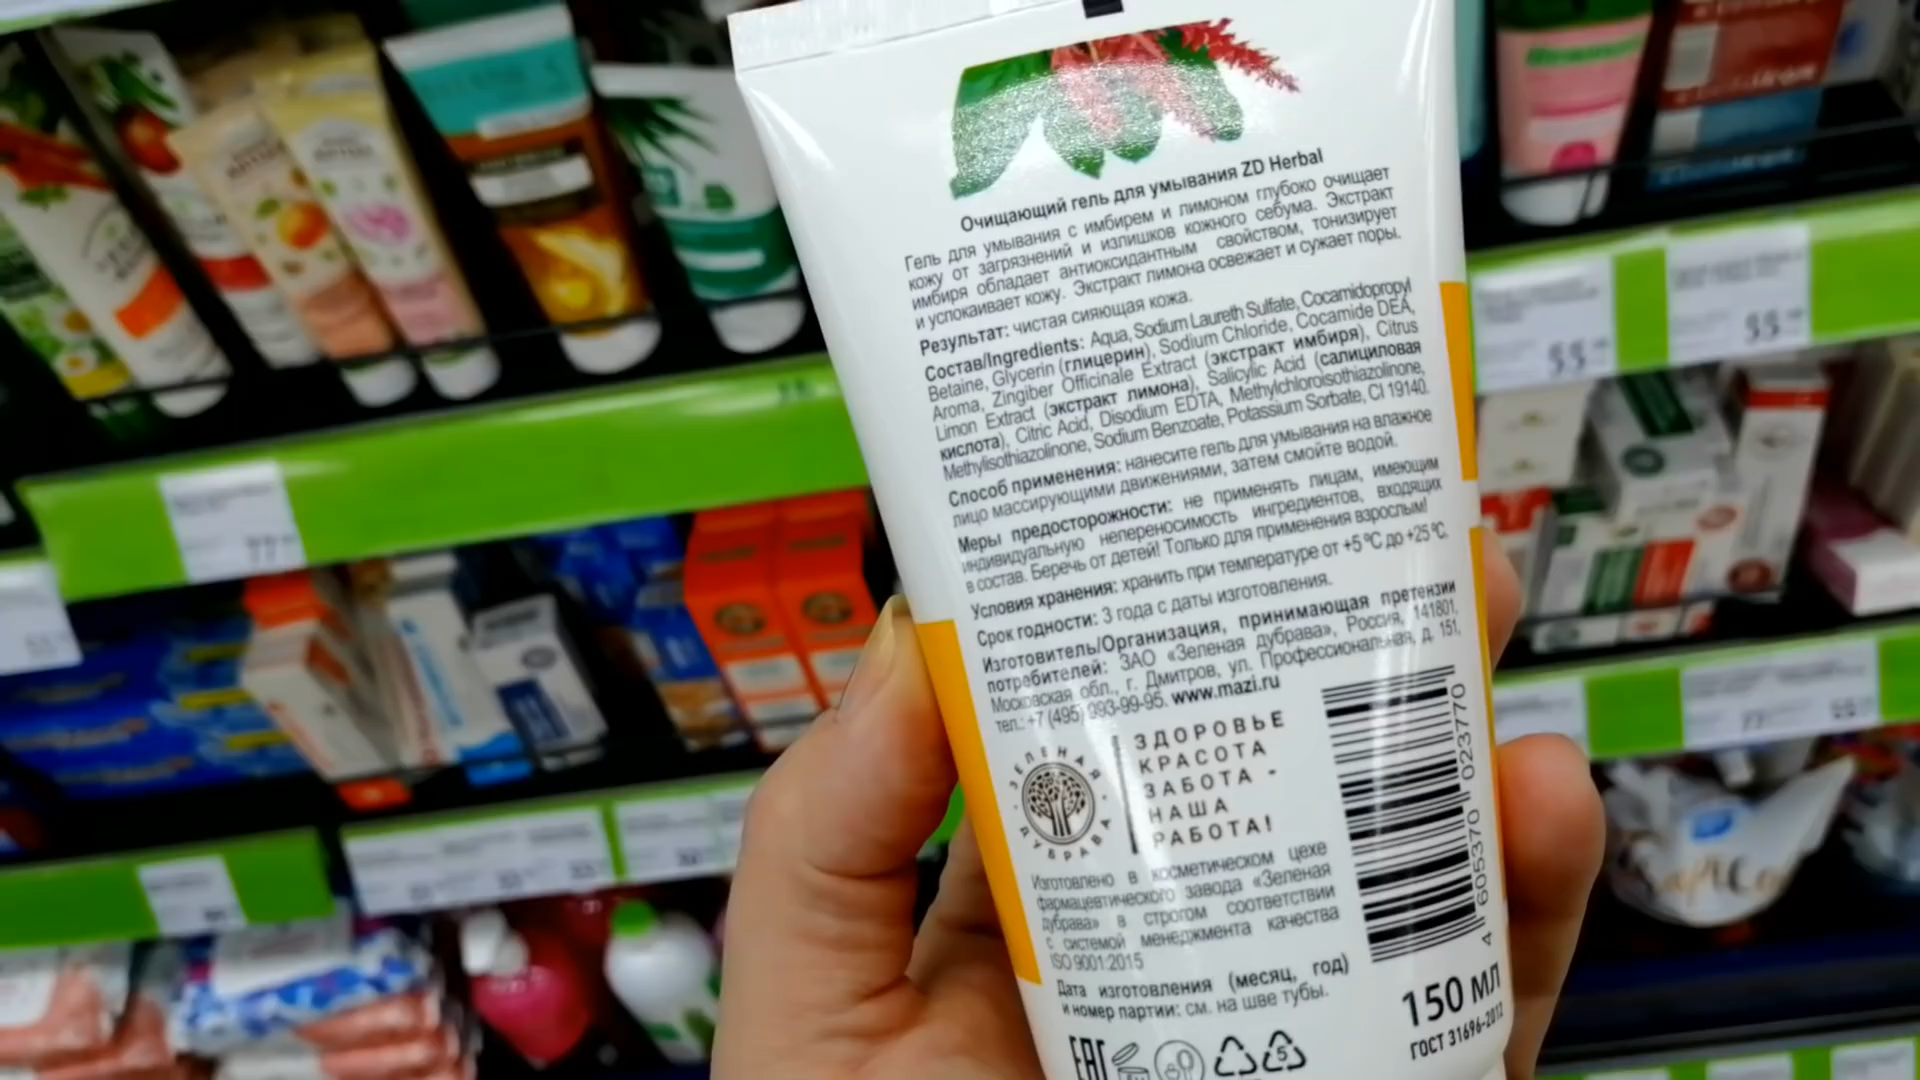 Очищающий гель для умывания ZD Herbal
Гель для умывания с имбирем и лимоном глубоко очищает
кожу от загрязнений и излишков кожного себума. Экстракт
имбиря обладает антиоксидантным свойством, тонизирует
и успокаивает кожу. Экстракт лимона освежает и сужает поры.
Результат: чистая сияющая кожа.
Состав/Ingredients: Aqua, Sodium Laureth Sulfate, Cocamidopropyl
Betaine, Glycerin (глицерин), Sodium Chloride, Cocamide DEA,
Aroma, Zingiber Officinale Extract (экстракт имбиря), Citrus
Limon Extract (экстракт лимона), Salicylic Acid (салициловая
кислота), Citric Acid, Disodium EDTA, Methylchloroisothiazolinone,
Methylisothiazolinone, Sodium Benzoate, Potassium Sorbate, CI 19140.
Способ применения: нанесите гель для умывания на влажное
лицо массирующими движениями, затем смойте водой.
Меры предосторожности: не применять лицам, имеющим
индивидуальную непереносимость ингредиентов, входящих
в состав. Беречь от детей! Только для применения взрослым!
Условия хранения: хранить при температуре от +5 °C до +25 °C.
Срок годности: 3 года с даты изготовления.
Изготовитель/Организация, принимающая претензии
потребителей: ЗАО «Зеленая дубрава», Россия, 141801,
Московская обл., г. Дмитров, ул. Профессиональная, д. 151,
тел.: +7 (495) 993-99-95. www.mazi.ru
ЗЕЛЕНАЯ ДУБРАВА
ЗДОРОВЬЕ
КРАСОТА
ЗАБОТА -
НАША
РАБОТА!
4 605370 023770
Изготовлено в косметическом цехе
фармацевтического завода «Зеленая
дубрава» в строгом соответствии
с системой менеджмента качества
ISO 9001:2015
Дата изготовления (месяц, год)
и номер партии: см. на шве тубы.
150 МЛ
ГОСТ 31696-2012
EAC
5
55
55
77